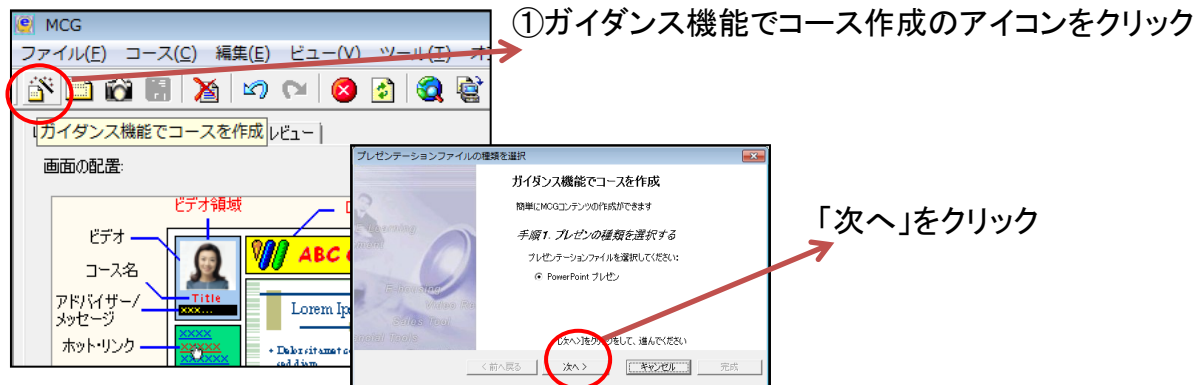 MCG
ファイル(F) コース(C) 編集(E) ビュー(V) ツール(T)
①ガイダンス機能でコース作成のアイコンをクリック
ガイダンス機能でコースを作成
レビュー
画面の配置:
ビデオ領域
ビデオ
コース名
アドバイザー/
メッセージ
ホット・リンク
Title
xxx...
XXXX
XXXXX
XXXXXX
ABC
Lorem Ip
• Dolor sit amet co
sed diam
プレゼンテーションファイルの種類を選択
ガイダンス機能でコースを作成
簡単にMCGコンテンツの作成ができます
手順1. プレゼンの種類を選択する
プレゼンテーションファイルを選択してください:
PowerPoint プレゼン
[次へ>]をクリックをして、進んでください
<前へ戻る
次へ >
キャンセル
完成
「次へ」をクリック